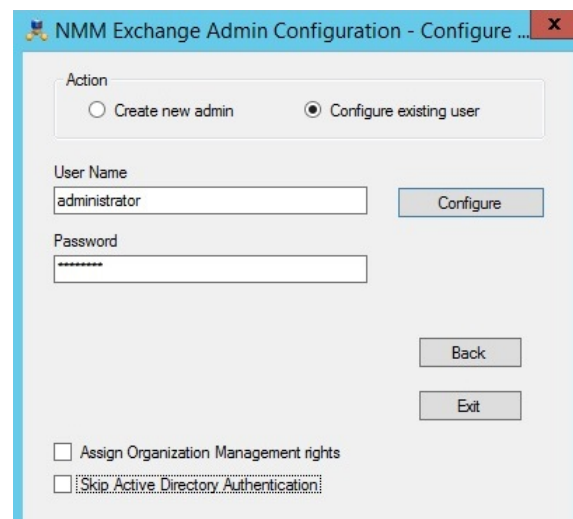 NMM Exchange Admin Configuration - Configure ... x
Action
Create new admin Configure existing user
User Name
administrator Configure
Password
********
Back
Exit
Assign Organization Management rights
Skip Active Directory Authentication